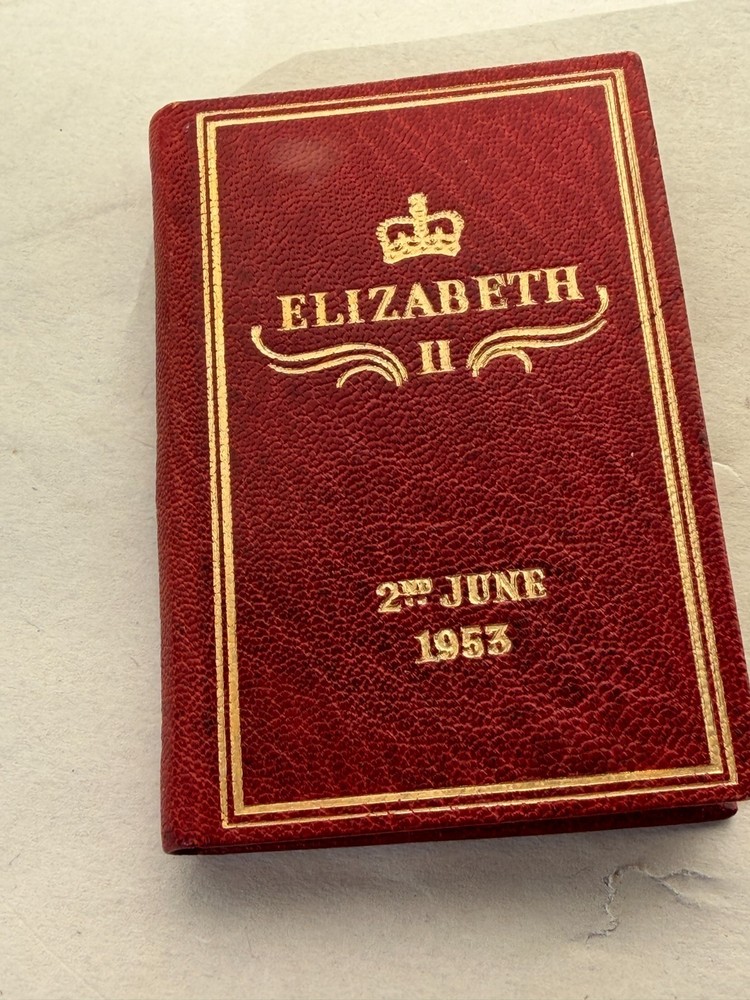 ELIZABETH
II
2ND JUNE
1953